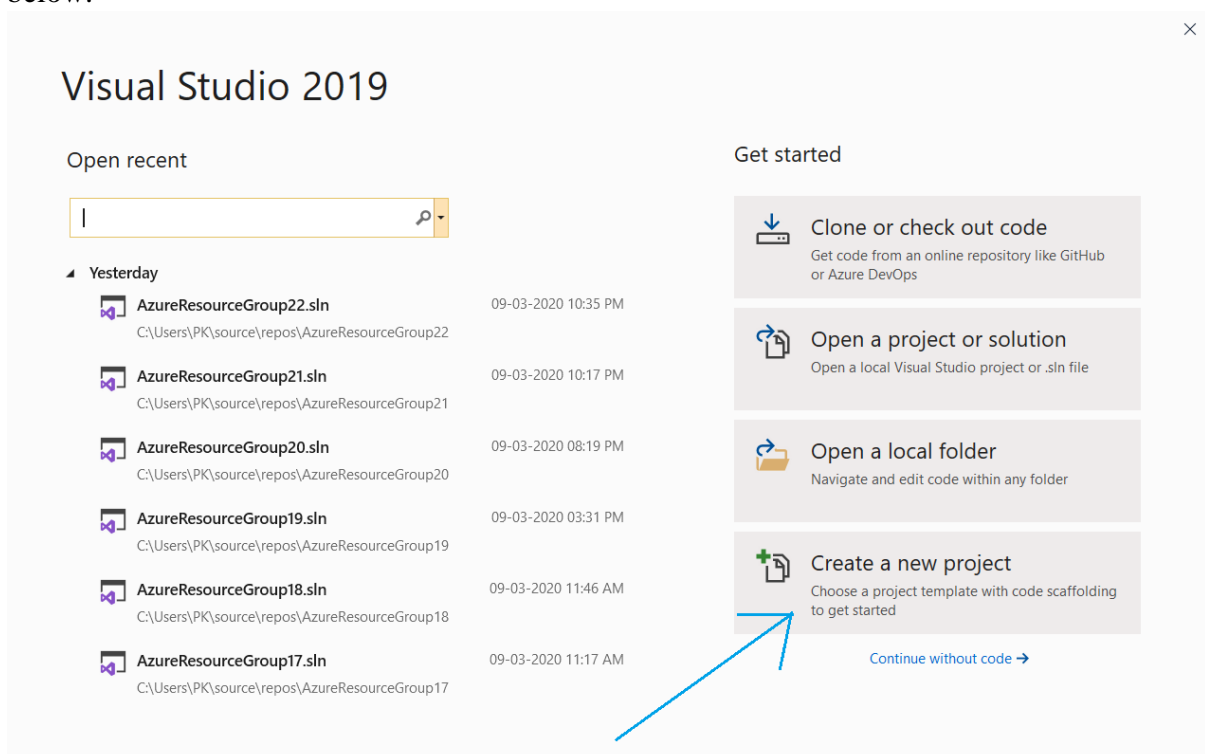 below.
Visual Studio 2019
Open recent
Yesterday
AzureResourceGroup22.sln 09-03-2020 10:35 PM
C:\Users\PK\source\repos\AzureResourceGroup22
AzureResourceGroup21.sln 09-03-2020 10:17 PM
C:\Users\PK\source\repos\AzureResourceGroup21
AzureResourceGroup20.sln 09-03-2020 08:19 PM
C:\Users\PK\source\repos\AzureResourceGroup20
AzureResourceGroup19.sln 09-03-2020 03:31 PM
C:\Users\PK\source\repos\AzureResourceGroup19
AzureResourceGroup18.sln 09-03-2020 11:46 AM
C:\Users\PK\source\repos\AzureResourceGroup18
AzureResourceGroup17.sln 09-03-2020 11:17 AM
C:\Users\PK\source\repos\AzureResourceGroup17
Get started
Clone or check out code
Get code from an online repository like GitHub
or Azure DevOps
Open a project or solution
Open a local Visual Studio project or .sln file
Open a local folder
Navigate and edit code within any folder
Create a new project
Choose a project template with code scaffolding
to get started
Continue without code →